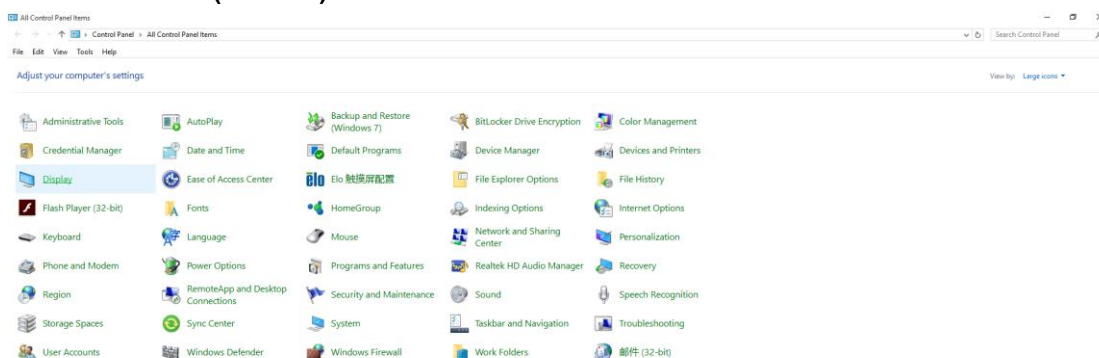 All Control Panel Items
Control Panel › All Control Panel Items
Search Control Panel
File Edit View Tools Help
Adjust your computer's settings
View by: Large icons
Administrative Tools
AutoPlay
Backup and Restore
(Windows 7)
BitLocker Drive Encryption
Color Management
Credential Manager
Date and Time
Default Programs
Device Manager
Devices and Printers
Display
Ease of Access Center
elo
Elo 触摸屏配置
File Explorer Options
File History
Flash Player (32-bit)
Fonts
HomeGroup
Indexing Options
Internet Options
Keyboard
Language
Mouse
Network and Sharing
Center
Personalization
Phone and Modem
Power Options
Programs and Features
Realtek HD Audio Manager
Recovery
Region
RemoteApp and Desktop
Connections
Security and Maintenance
Sound
Speech Recognition
Storage Spaces
Sync Center
System
Taskbar and Navigation
Troubleshooting
User Accounts
Windows Defender
Windows Firewall
Work Folders
邮件 (32-bit)